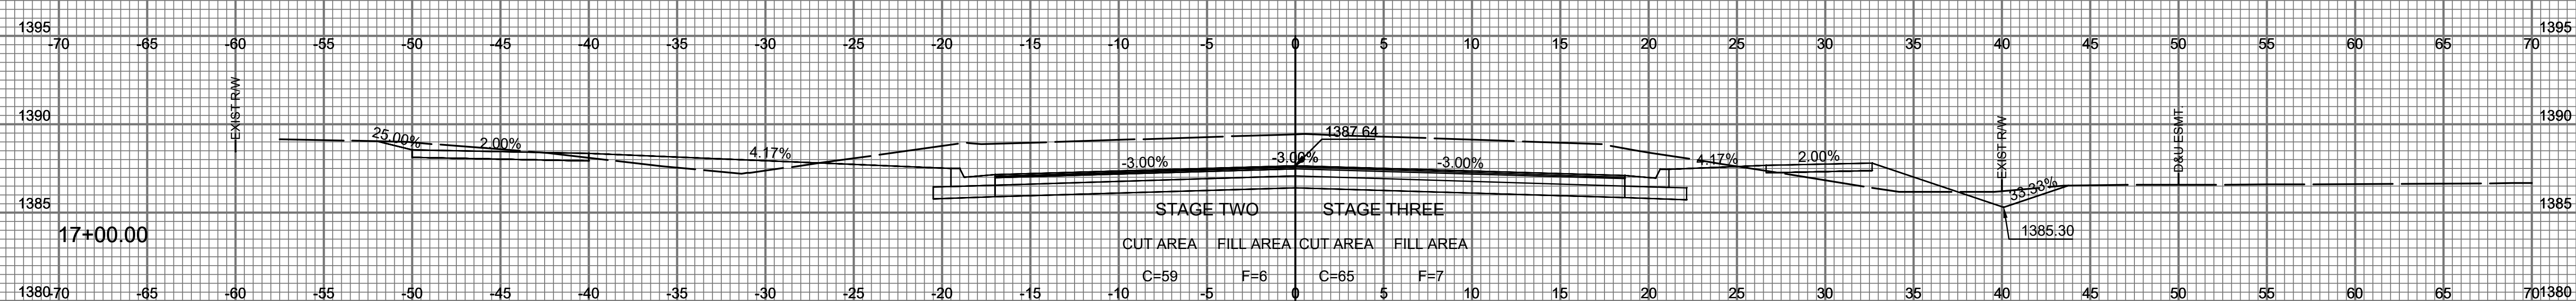 1395 1395
-70 -65 -60 -55 -50 -45 -40 -35 -30 -25 -20 -15 -10 -5 0 5 10 15 20 25 30 35 40 45 50 55 60 65 70
EXIST R/W
EXIST R/W
D&U ESMT.
1390 1390
25.00% 2.00% 4.17% -3.00% -3.00% 1387.64 -3.00% 4.17% 2.00% 33.33%
1385 1385
STAGE TWO STAGE THREE
17+00.00
1385.30
CUT AREA FILL AREA CUT AREA FILL AREA
C=59 F=6 C=65 F=7
1380 1380
-70 -65 -60 -55 -50 -45 -40 -35 -30 -25 -20 -15 -10 -5 0 5 10 15 20 25 30 35 40 45 50 55 60 65 70